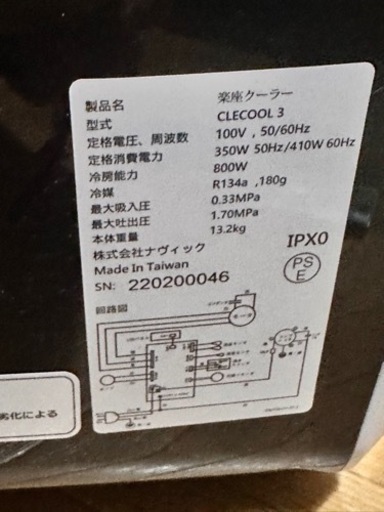 製品名 楽座クーラー
型式 CLECOOL 3
定格電圧、周波数 100V , 50/60Hz
定格消費電力 350W 50Hz/410W 60Hz
冷房能力 800W
冷媒 R134a ,180g
最大吸入圧 0.33MPa
最大吐出圧 1.70MPa
本体重量 13.2kg
株式会社ナヴィック
IPX0
Made In Taiwan
PS
E
SN: 220200046
回路図
劣化による